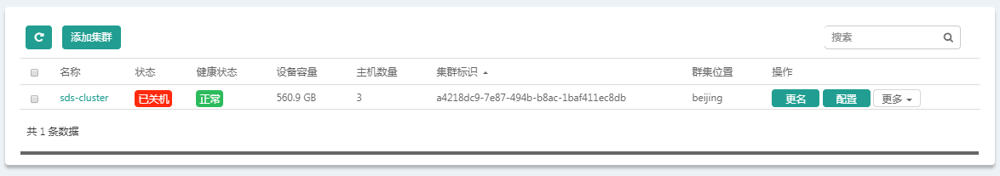 添加集群 搜索
名称 状态 健康状态 设备容量 主机数量 集群标识 群集位置 操作
sds-cluster 已关机 正常 560.9 GB 3 a4218dc9-7e87-494b-b8ac-1baf411ec8db beijing 更名 配置 更多
共 1 条数据